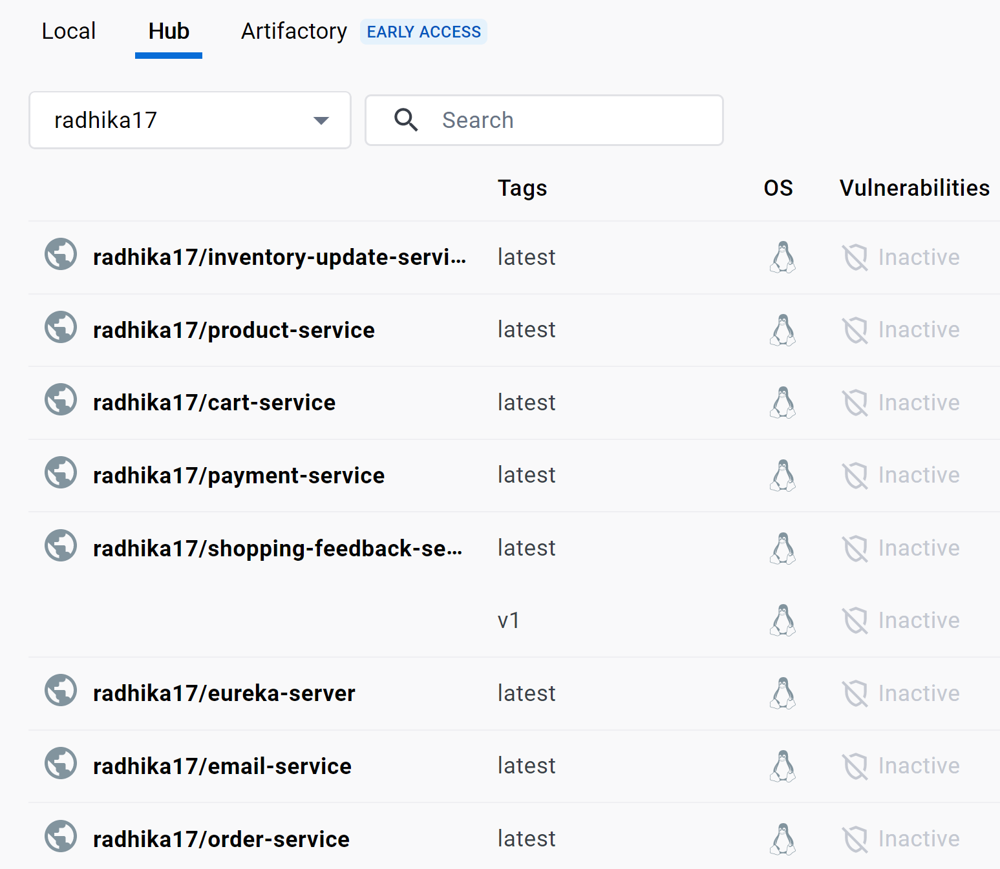 Local Hub Artifactory EARLY ACCESS
radhika17 Search
Tags OS Vulnerabilities
radhika17/inventory-update-servi... latest Inactive
radhika17/product-service latest Inactive
radhika17/cart-service latest Inactive
radhika17/payment-service latest Inactive
radhika17/shopping-feedback-se... latest Inactive
v1 Inactive
radhika17/eureka-server latest Inactive
radhika17/email-service latest Inactive
radhika17/order-service latest Inactive